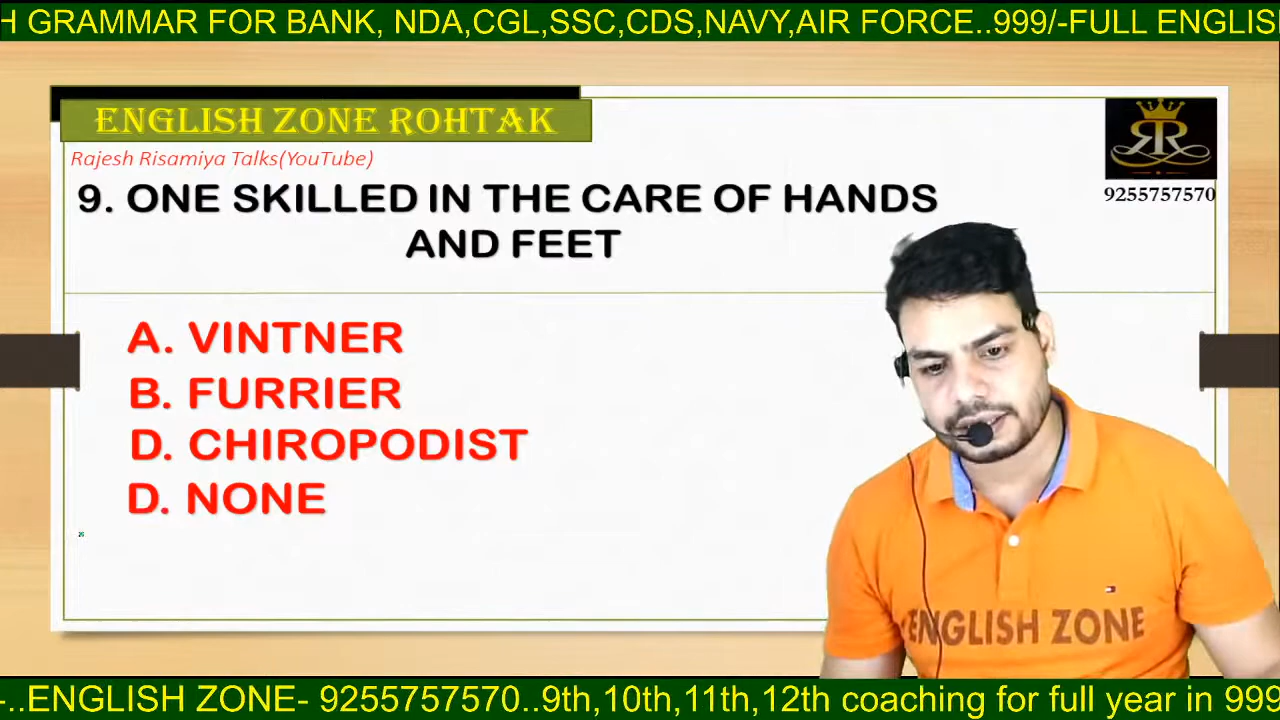 H GRAMMAR FOR BANK, NDA,CGL,SSC,CDS,NAVY,AIR FORCE..999/-FULL ENGLIS
ENGLISH ZONE ROHTAK
Rajesh Risamiya Talks(YouTube)
RR
9255757570
9. ONE SKILLED IN THE CARE OF HANDS
AND FEET
A. VINTNER
B. FURRIER
D. CHIROPODIST
D. NONE
ENGLISH ZONE
-..ENGLISH ZONE- 9255757570..9th,10th,11th,12th coaching for full year in 999